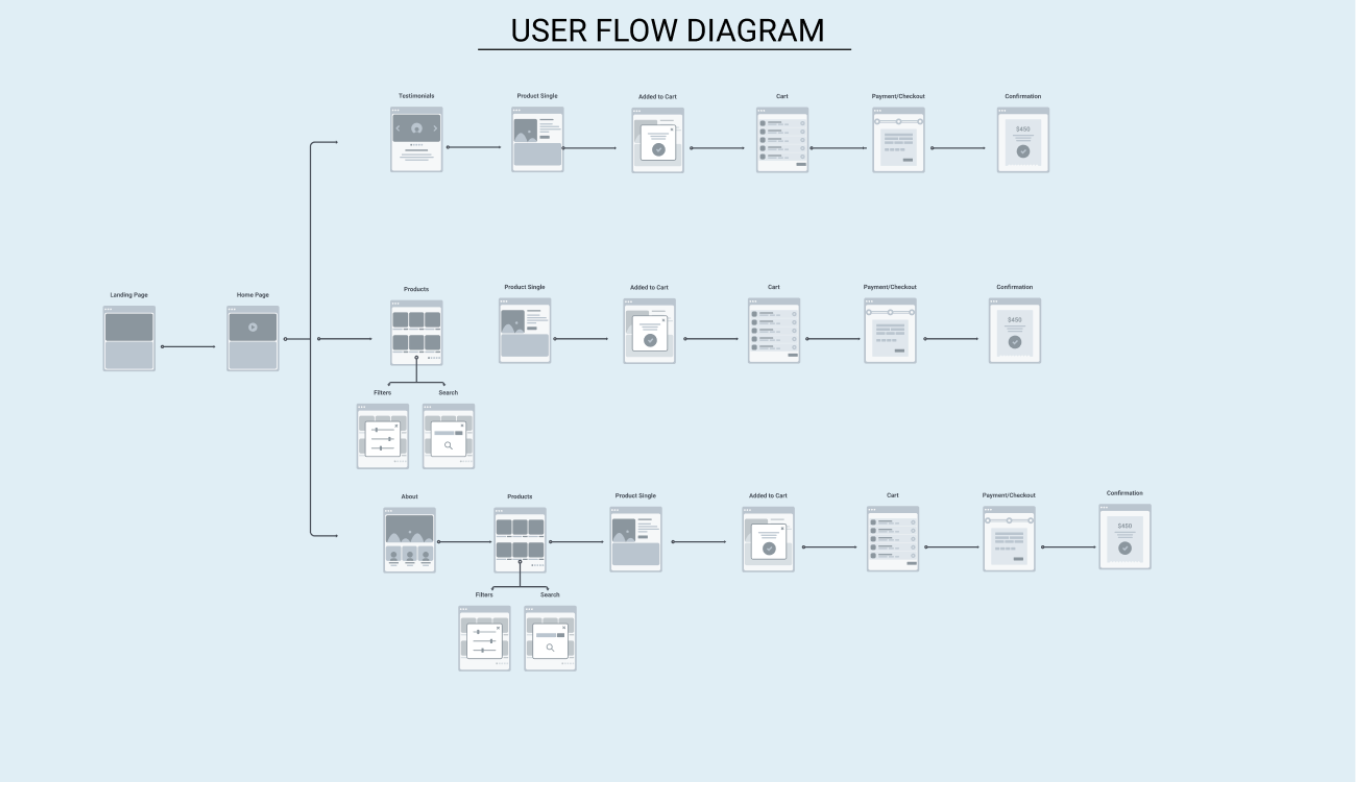 USER FLOW DIAGRAM
Testimonials
Product Single
Added to Cart
Cart
Payment/Checkout
Confirmation
$450
Landing Page
Home Page
Products
Product Single
Added to Cart
Cart
Payment/Checkout
Confirmation
$450
Filters
Search
About
Products
Product Single
Added to Cart
Cart
Payment/Checkout
Confirmation
$450
Filters
Search